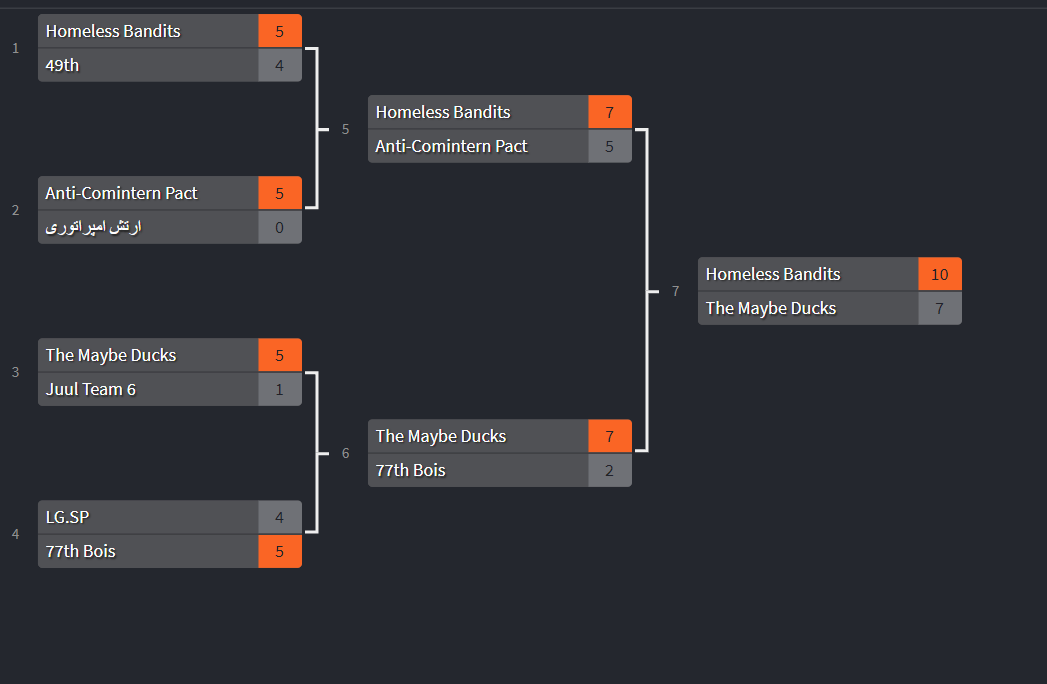 1
Homeless Bandits 5
49th 4
2
Anti-Comintern Pact 5
ارتش امپراتوری 0
3
The Maybe Ducks 5
Juul Team 6 1
4
LG.SP 4
77th Bois 5
5
Homeless Bandits 7
Anti-Comintern Pact 5
6
The Maybe Ducks 7
77th Bois 2
7
Homeless Bandits 10
The Maybe Ducks 7